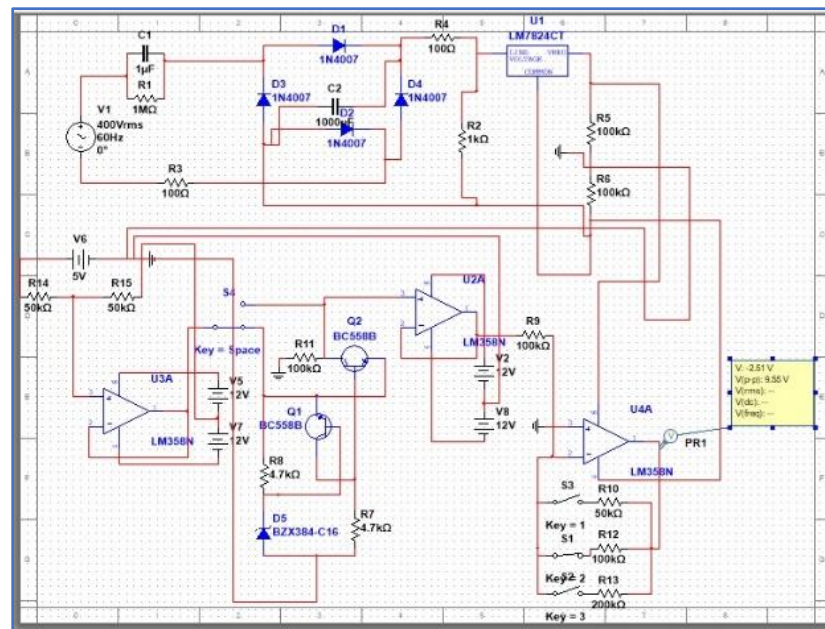 C1
1µF
R1
1MΩ
V1
400Vrms
60Hz
0°
R3
100Ω
D1
1N4007
D3
1N4007
C2
1000µF
D2
1N4007
D4
1N4007
R4
100Ω
R2
1kΩ
U1
LM7824CT
LINE VREG
VOLTAGE
COMMON
R5
100kΩ
R6
100kΩ
V6
5V
R14
50kΩ
R15
50kΩ
S4
Key = Space
U3A
LM358N
V5
12V
V7
12V
R11
100kΩ
Q2
BC558B
Q1
BC558B
R8
4.7kΩ
D5
BZX384-C16
R7
4.7kΩ
U2A
LM358N
V2
12V
V8
12V
R9
100kΩ
U4A
LM358N
PR1
V: -2.51 V
V(p-p): 9.55 V
V(rms): --
V(dc): --
V(freq): --
S3
R10
50kΩ
Key = 1
S1
R12
100kΩ
Key = 2
S2
R13
200kΩ
Key = 3